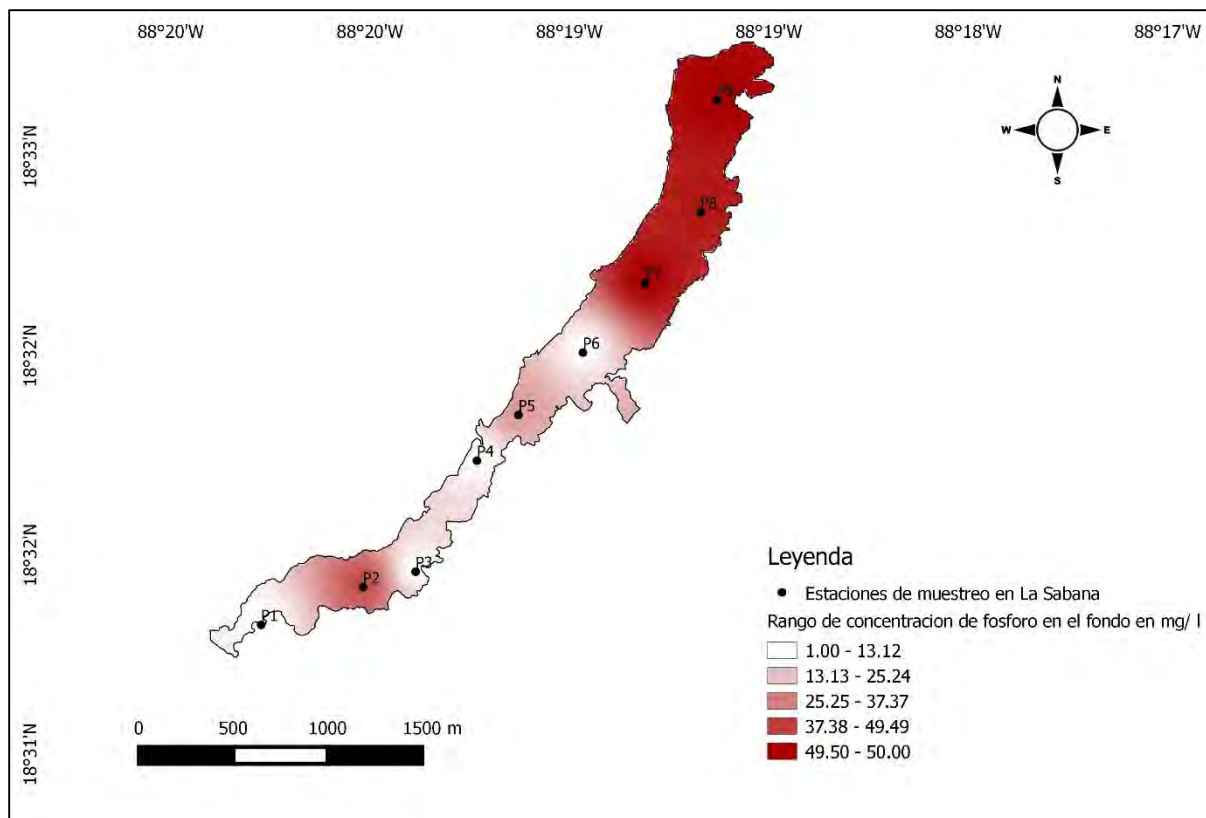 88°20'W 88°20'W 88°19'W 88°19'W 88°18'W 88°17'W
18°33'N
18°32'N
18°32'N
18°31'N
N
W E
S
P9
P8
P7
P6
P5
P4
P3
P2
P1
0 500 1000 1500 m
Leyenda
Estaciones de muestreo en La Sabana
Rango de concentracion de fosforo en el fondo en mg/ l
1.00 - 13.12
13.13 - 25.24
25.25 - 37.37
37.38 - 49.49
49.50 - 50.00